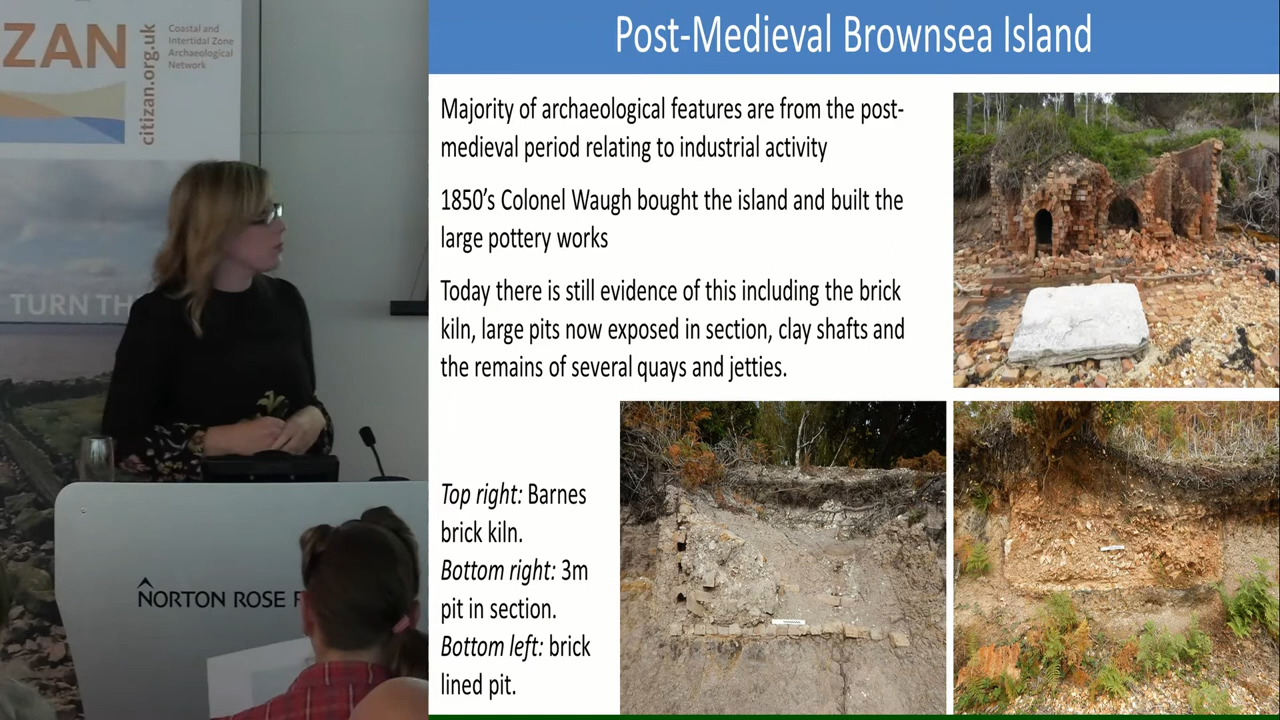 ZAN
citizan.org.uk
Coastal and
Intertidal Zone
Archaeological
Network
TURN TH
NORTON ROSE F
Post-Medieval Brownsea Island
Majority of archaeological features are from the post-
medieval period relating to industrial activity
1850's Colonel Waugh bought the island and built the
large pottery works
Today there is still evidence of this including the brick
kiln, large pits now exposed in section, clay shafts and
the remains of several quays and jetties.
Top right: Barnes
brick kiln.
Bottom right: 3m
pit in section.
Bottom left: brick
lined pit.